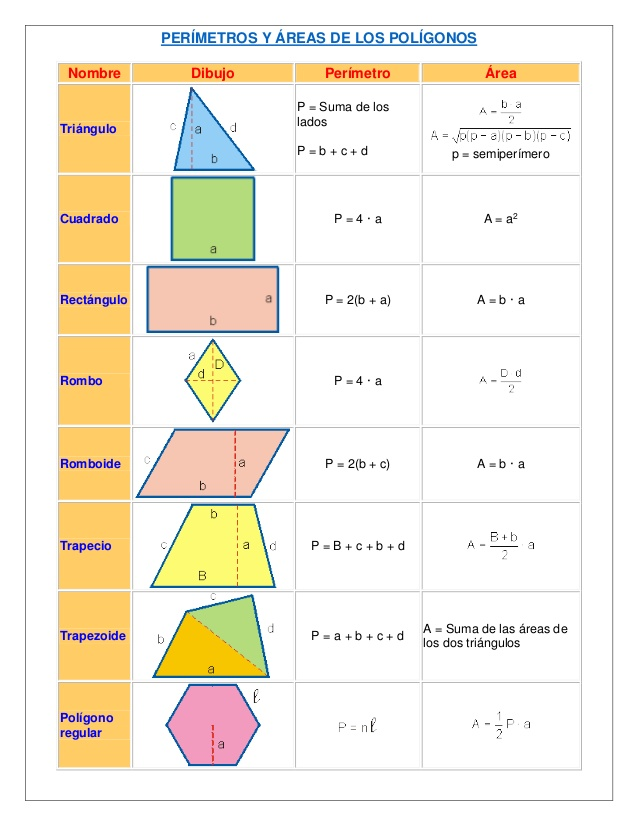 PERÍMETROS Y ÁREAS DE LOS POLÍGONOS
Nombre Dibujo Perímetro Área
Triángulo
c a d
b
P = Suma de los
lados
P = b + c + d
A = b · a / 2
A = √p(p − a)(p − b)(p − c)
p = semiperímero
Cuadrado
a
P = 4 · a
A = a²
Rectángulo
a
b
P = 2(b + a)
A = b · a
Rombo
a
D
d
P = 4 · a
A = D · d / 2
Romboide
c
a
b
P = 2(b + c)
A = b · a
Trapecio
b
c a d
B
P = B + c + b + d
A = B + b / 2 · a
Trapezoide
c
b d
a
P = a + b + c + d
A = Suma de las áreas de
los dos triángulos
Polígono
regular
ℓ
a
P = n ℓ
A = 1 / 2 P · a